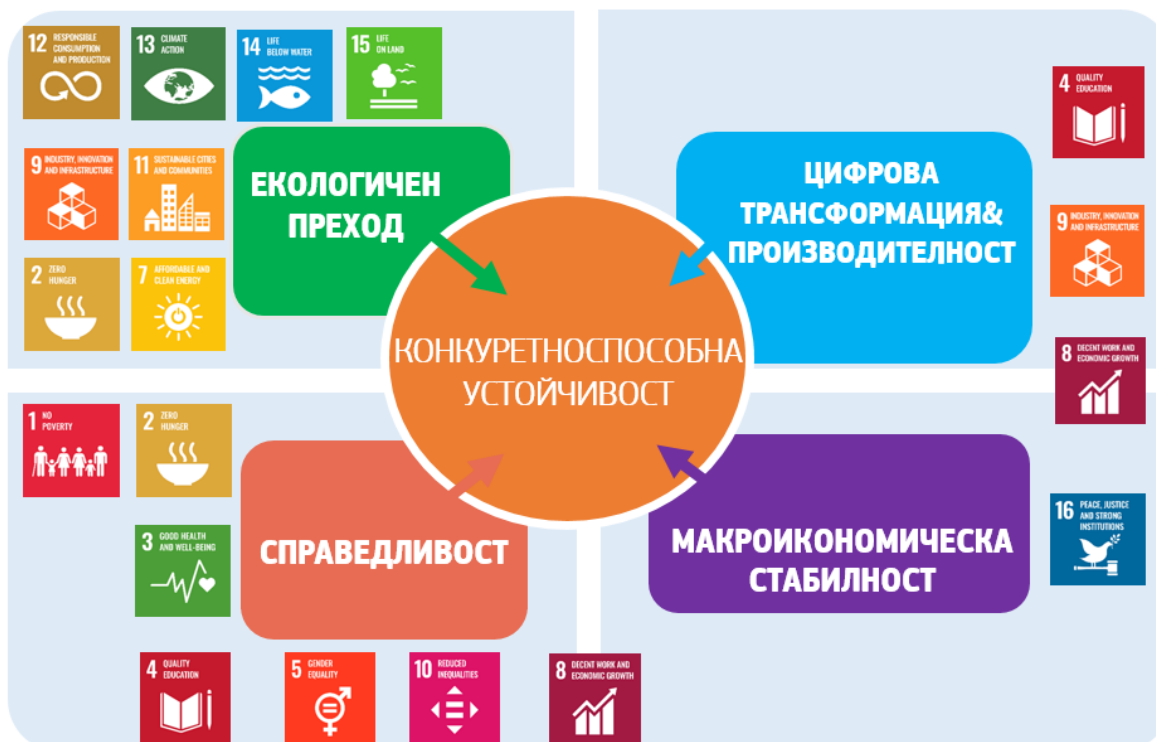 12 RESPONSIBLE
CONSUMPTION
AND PRODUCTION
13 CLIMATE
ACTION
14 LIFE
BELOW WATER
15 LIFE
ON LAND
9 INDUSTRY, INNOVATION
AND INFRASTRUCTURE
11 SUSTAINABLE CITIES
AND COMMUNITIES
2 ZERO
HUNGER
7 AFFORDABLE AND
CLEAN ENERGY
ЕКОЛОГИЧЕН
ПРЕХОД
ЦИФРОВА
ТРАНСФОРМАЦИЯ&
ПРОИЗВОДИТЕЛНОСТ
4 QUALITY
EDUCATION
9 INDUSTRY, INNOVATION
AND INFRASTRUCTURE
8 DECENT WORK AND
ECONOMIC GROWTH
КОНКУРЕТНОСПОСОБНА
УСТОЙЧИВОСТ
1 NO
POVERTY
2 ZERO
HUNGER
3 GOOD HEALTH
AND WELL-BEING
СПРАВЕДЛИВОСТ
4 QUALITY
EDUCATION
5 GENDER
EQUALITY
10 REDUCED
INEQUALITIES
8 DECENT WORK AND
ECONOMIC GROWTH
МАКРОИКОНОМИЧЕСКА
СТАБИЛНОСТ
16 PEACE, JUSTICE
AND STRONG
INSTITUTIONS